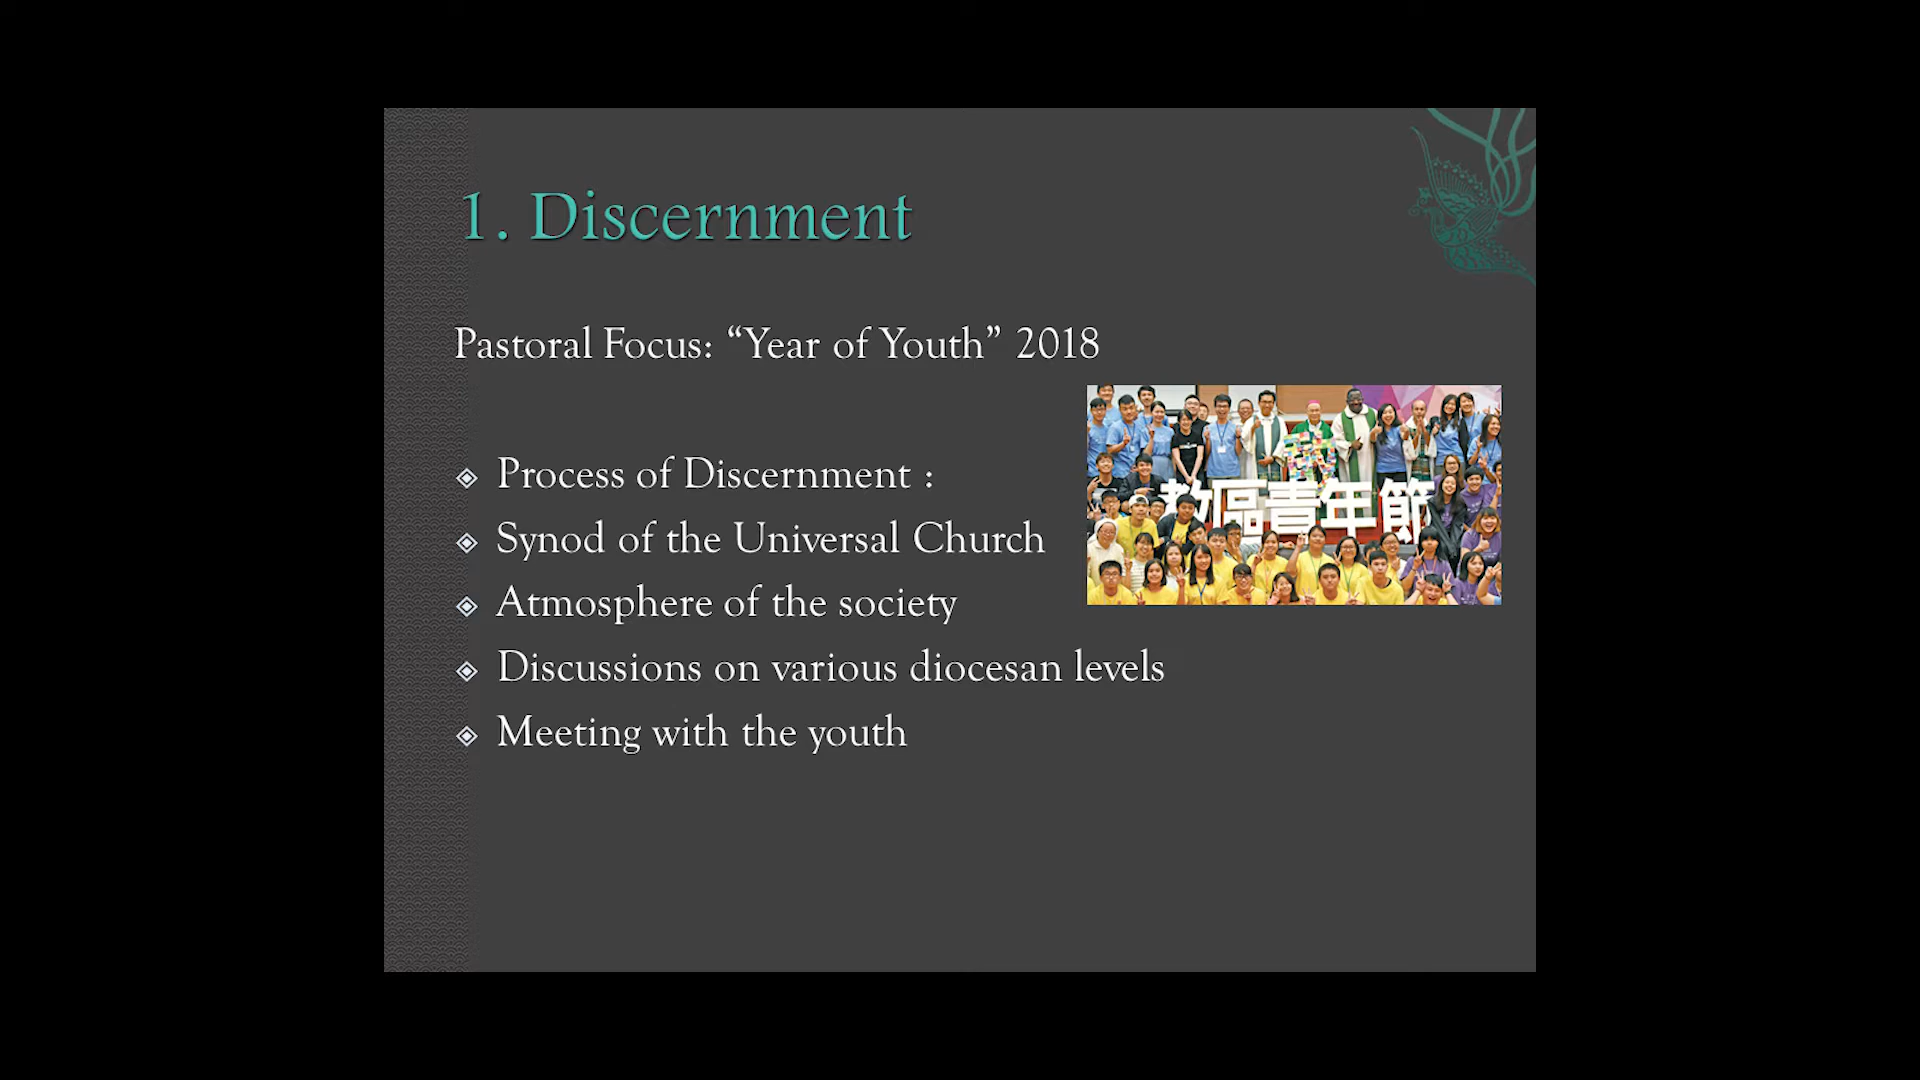 1. Discernment
Pastoral Focus: “Year of Youth” 2018
Process of Discernment :
Synod of the Universal Church
Atmosphere of the society
Discussions on various diocesan levels
Meeting with the youth
教區青年節